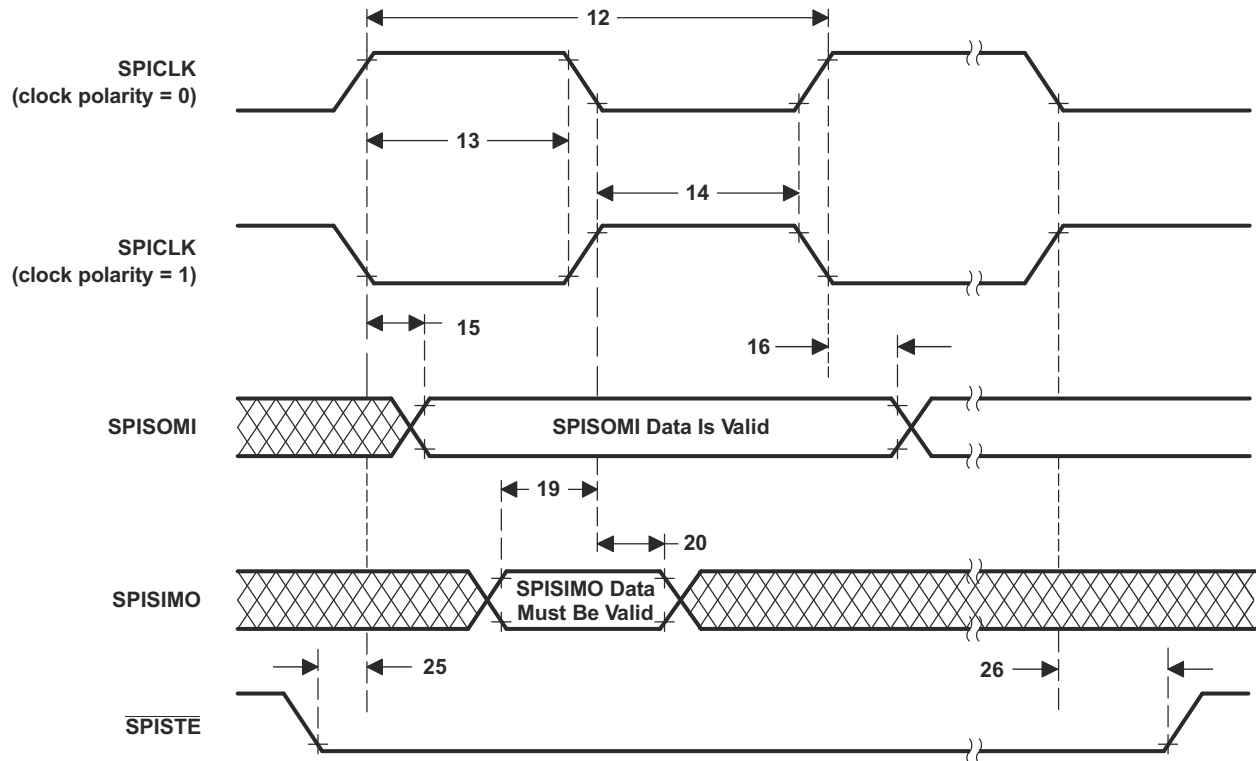 12
SPICLK
(clock polarity = 0)
13
14
SPICLK
(clock polarity = 1)
15
16
SPISOMI
SPISOMI Data Is Valid
19
20
SPISIMO
SPISIMO Data
Must Be Valid
25
26
SPISTE